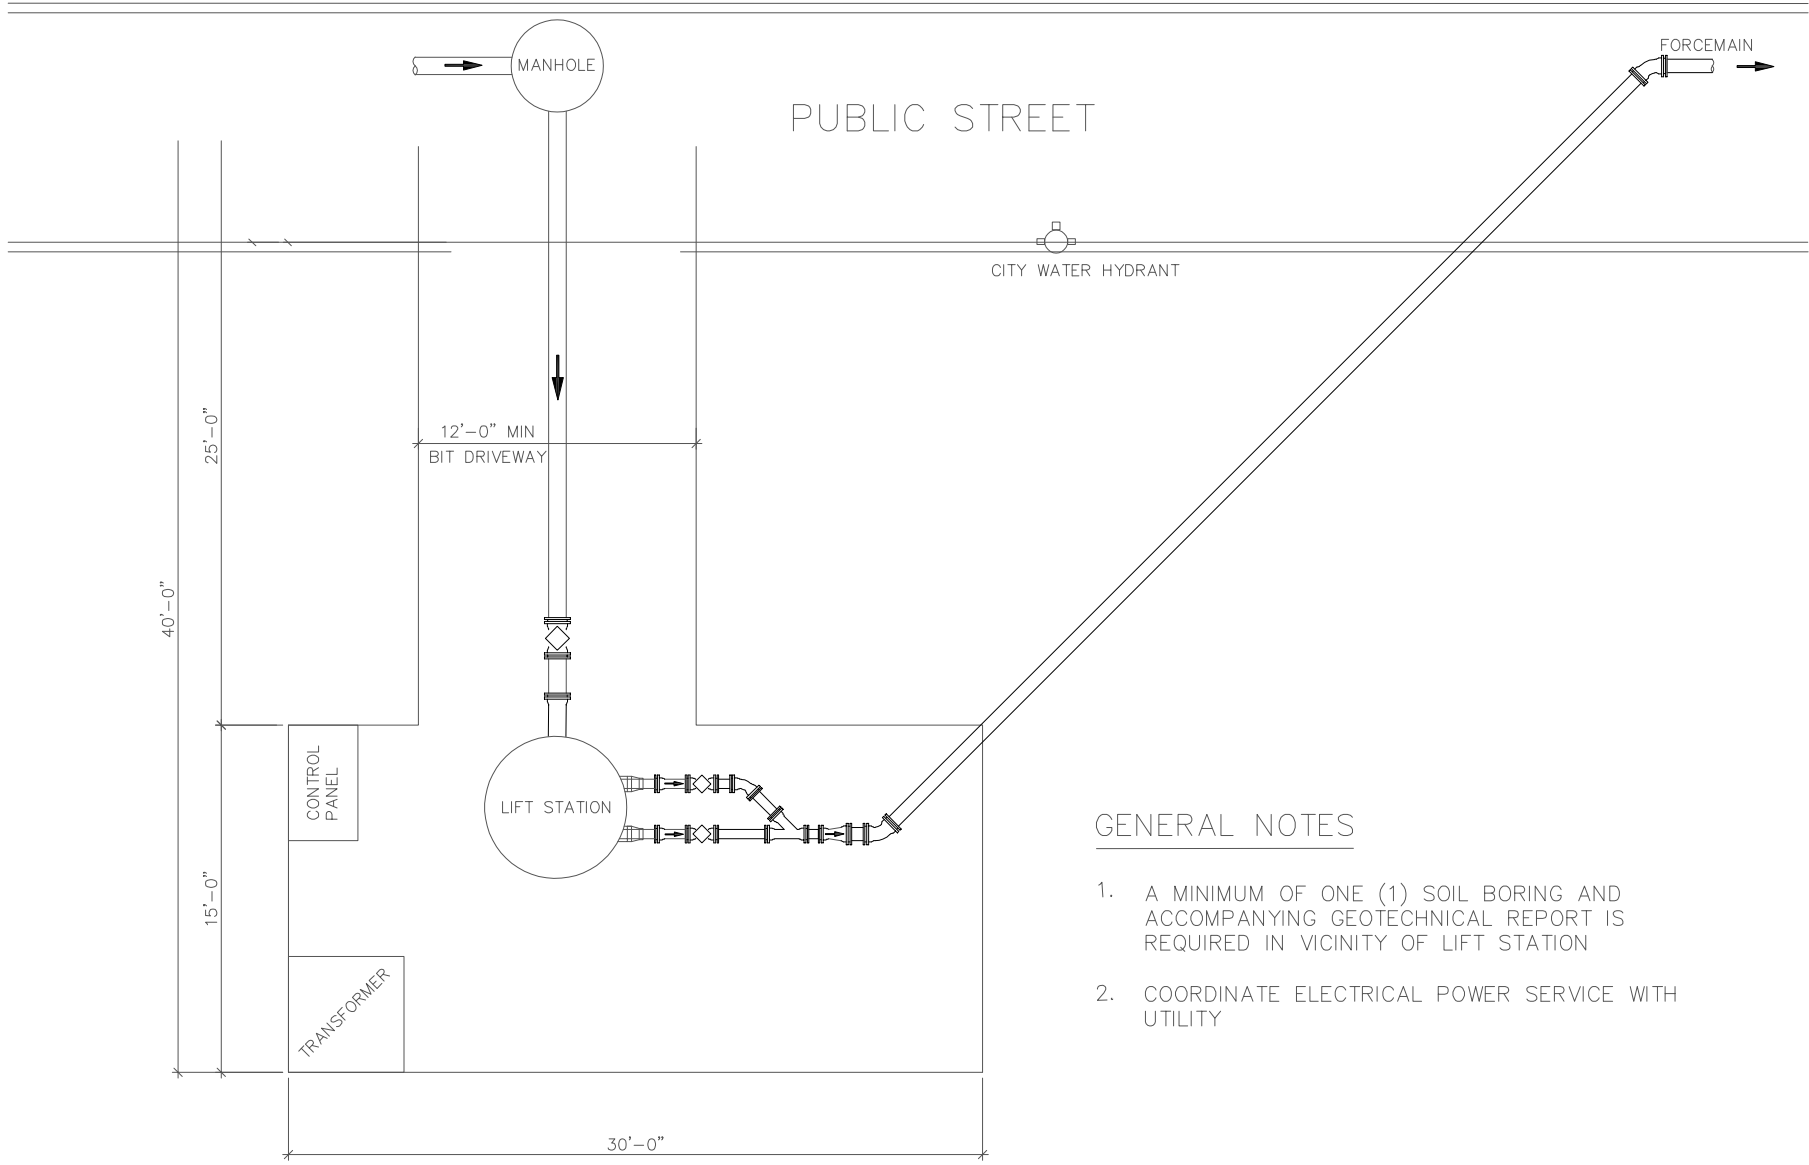 FORCEMAIN
MANHOLE
PUBLIC STREET
CITY WATER HYDRANT
25'-0"
12'-0" MIN
BIT DRIVEWAY
40'-0"
CONTROL
PANEL
LIFT STATION
15'-0"
TRANSFORMER
30'-0"
GENERAL NOTES
1. A MINIMUM OF ONE (1) SOIL BORING AND
ACCOMPANYING GEOTECHNICAL REPORT IS
REQUIRED IN VICINITY OF LIFT STATION
2. COORDINATE ELECTRICAL POWER SERVICE WITH
UTILITY